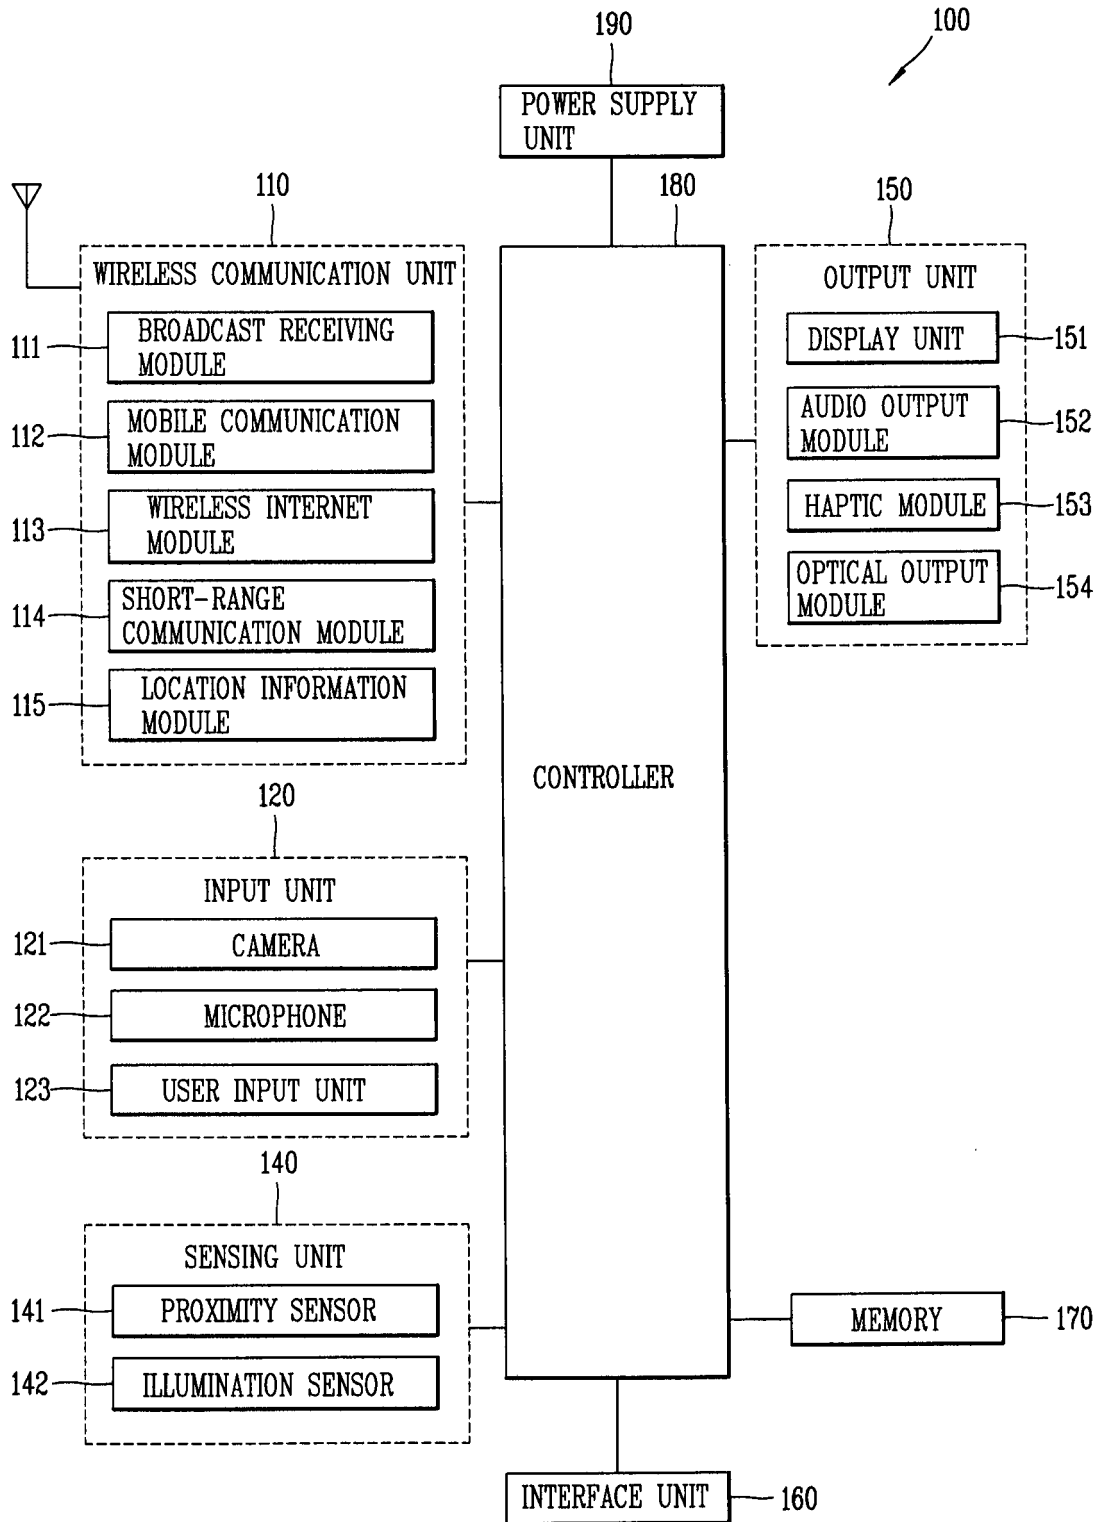 100
190
POWER SUPPLY
UNIT
110
180
150
WIRELESS COMMUNICATION UNIT
111
BROADCAST RECEIVING
MODULE
112
MOBILE COMMUNICATION
MODULE
113
WIRELESS INTERNET
MODULE
114
SHORT-RANGE
COMMUNICATION MODULE
115
LOCATION INFORMATION
MODULE
OUTPUT UNIT
DISPLAY UNIT
151
AUDIO OUTPUT
MODULE
152
HAPTIC MODULE
153
OPTICAL OUTPUT
MODULE
154
CONTROLLER
120
INPUT UNIT
121
CAMERA
122
MICROPHONE
123
USER INPUT UNIT
140
SENSING UNIT
141
PROXIMITY SENSOR
142
ILLUMINATION SENSOR
MEMORY
170
INTERFACE UNIT
160